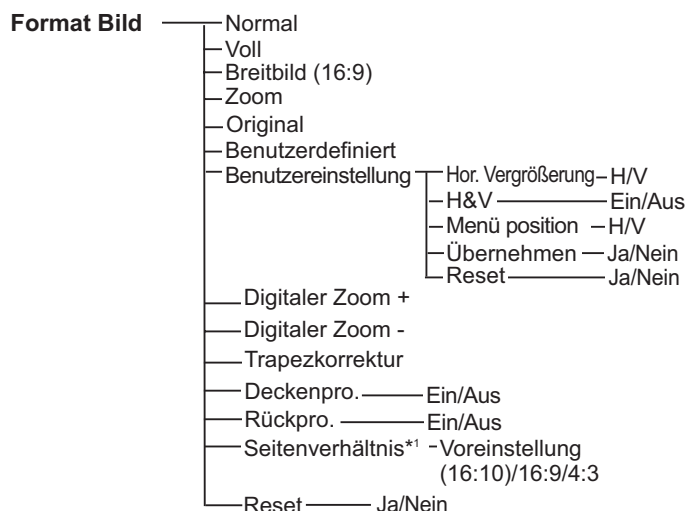 Format Bild Normal
Voll
Breitbild (16:9)
Zoom
Original
Benutzerdefiniert
Benutzereinstellung Hor. Vergrößerung H/V
H&V Ein/Aus
Menü position H/V
Übernehmen Ja/Nein
Reset Ja/Nein
Digitaler Zoom +
Digitaler Zoom -
Trapezkorrektur
Deckenpro. Ein/Aus
Rückpro. Ein/Aus
Seitenverhältnis*1 Voreinstellung
(16:10)/16:9/4:3
Reset Ja/Nein